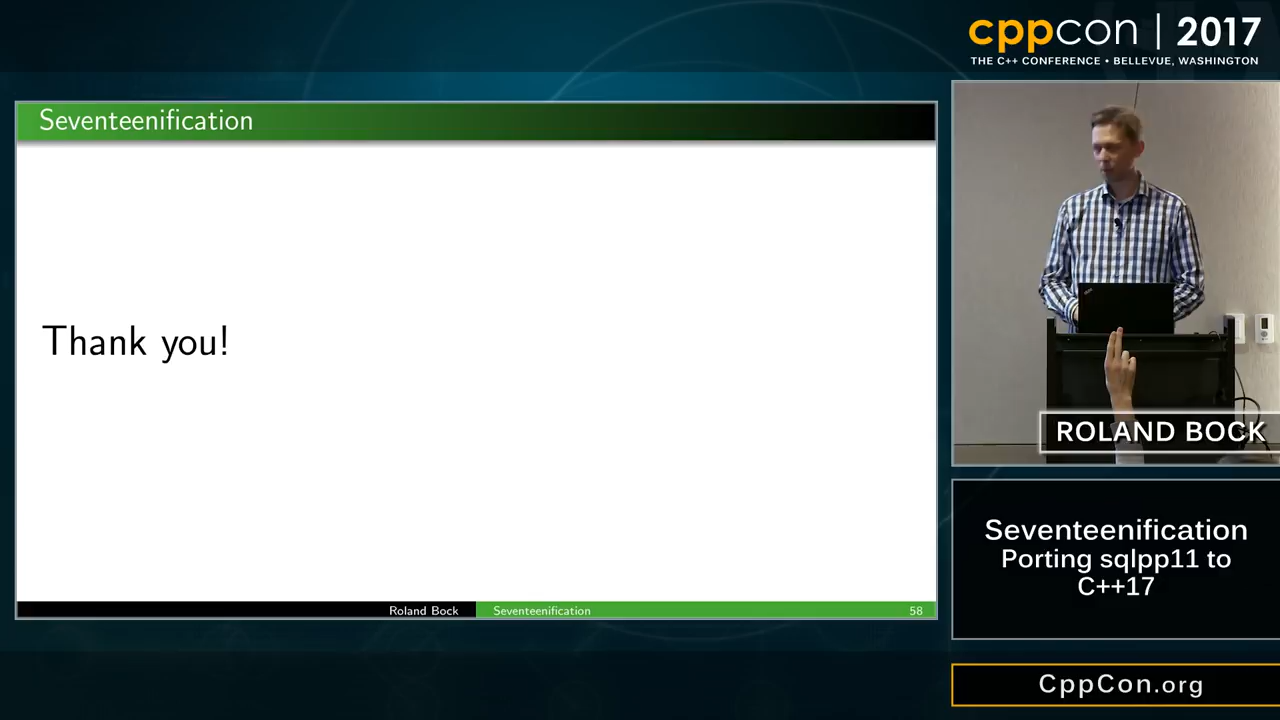 cppcon | 2017
THE C++ CONFERENCE • BELLEVUE, WASHINGTON
Seventeenification
Thank you!
Roland Bock
Seventeenification
58
ROLAND BOCK
Seventeenification
Porting sqlpp11 to
C++17
CppCon.org